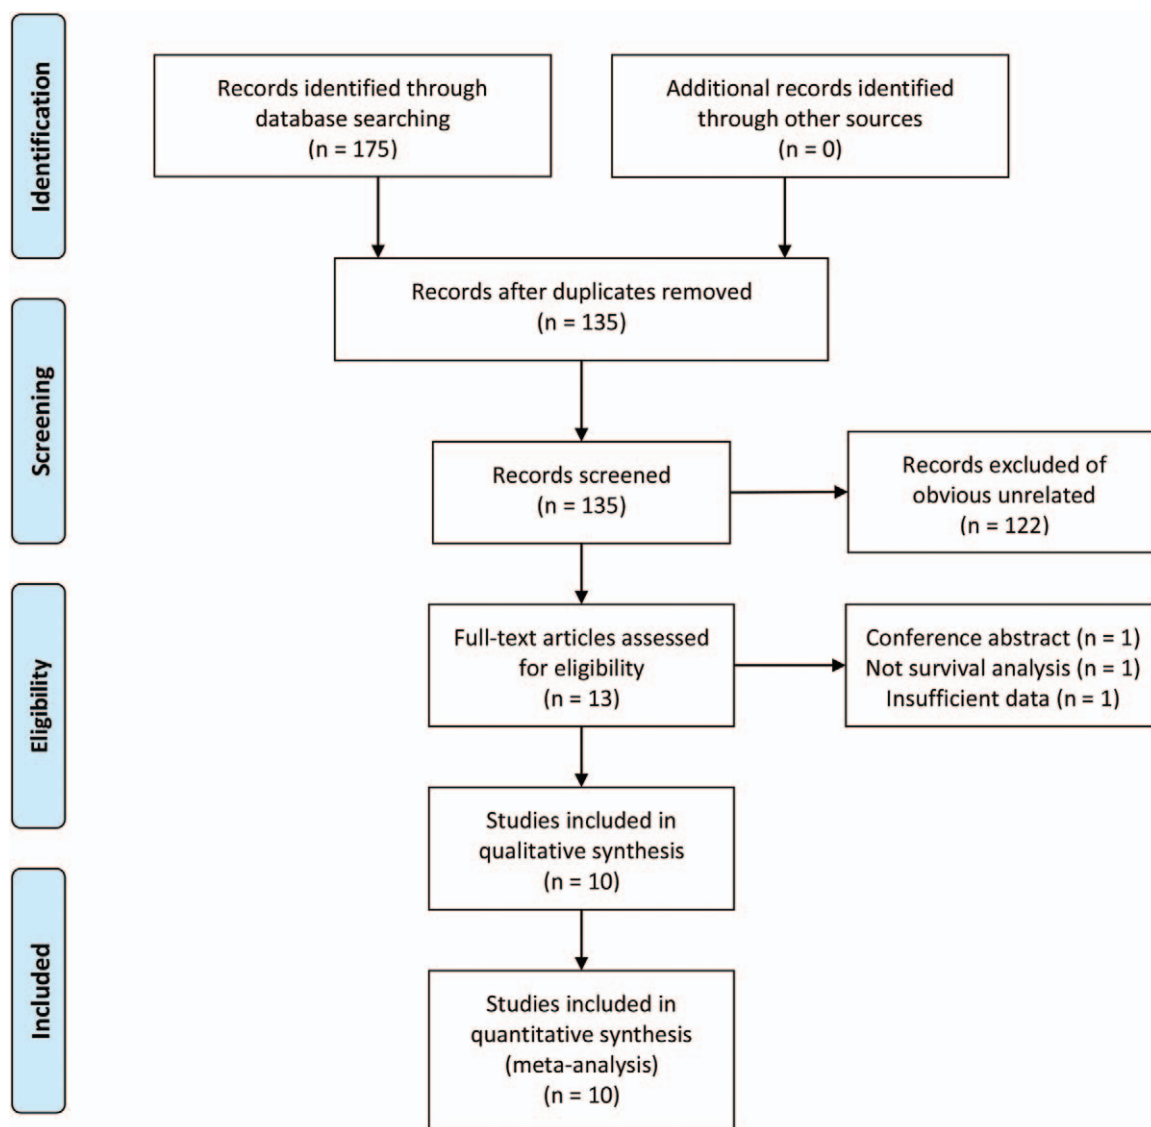 Identification
Records identified through
database searching
(n = 175)
Additional records identified
through other sources
(n = 0)
Records after duplicates removed
(n = 135)
Screening
Records screened
(n = 135)
Records excluded of
obvious unrelated
(n = 122)
Eligibility
Full-text articles assessed
for eligibility
(n = 13)
Conference abstract (n = 1)
Not survival analysis (n = 1)
Insufficient data (n = 1)
Studies included in
qualitative synthesis
(n = 10)
Included
Studies included in
quantitative synthesis
(meta-analysis)
(n = 10)